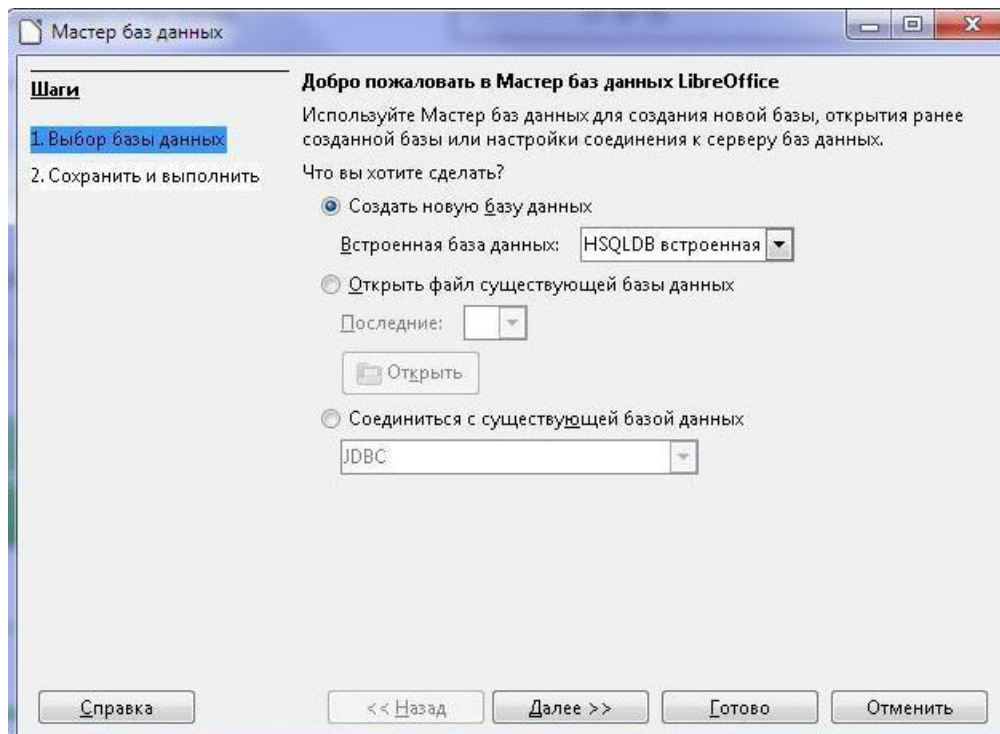 Мастер баз данных
Шаги
1. Выбор базы данных
2. Сохранить и выполнить
Добро пожаловать в Мастер баз данных LibreOffice
Используйте Мастер баз данных для создания новой базы, открытия ранее
созданной базы или настройки соединения к серверу баз данных.
Что вы хотите сделать?
Создать новую базу данных
Встроенная база данных: HSQLDB встроенная
Открыть файл существующей базы данных
Последние:
Открыть
Соединиться с существующей базой данных
JDBC
Справка
<< Назад
Далее >>
Готово
Отменить